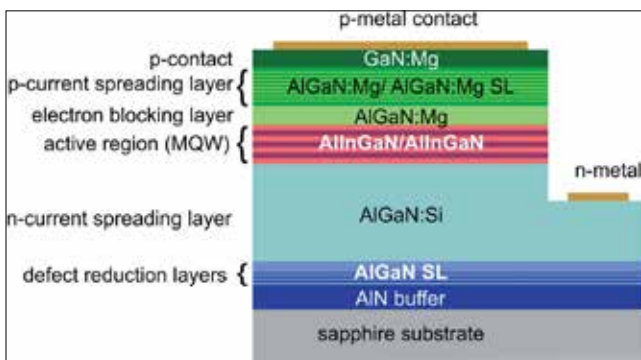 p-metal contact
p-contact
GaN:Mg
p-current spreading layer
AlGaN:Mg/ AlGaN:Mg SL
electron blocking layer
AlGaN:Mg
active region (MQW)
AlInGaN/AlInGaN
n-metal
n-current spreading layer
AlGaN:Si
defect reduction layers
AlGaN SL
AlN buffer
sapphire substrate